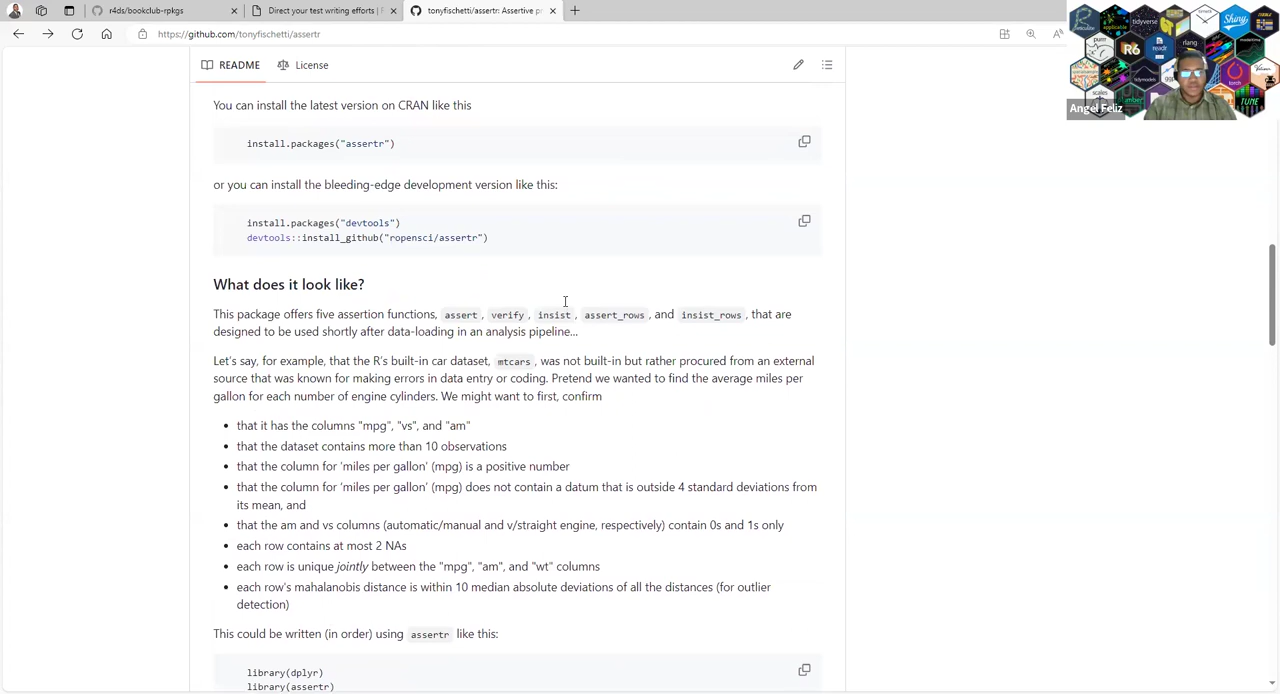 r4ds/bookclub-rpkgs
Direct your test writing efforts | F
tonyfischetti/assertr: Assertive pr
https://github.com/tonyfischetti/assertr
README
License
You can install the latest version on CRAN like this
install.packages("assertr")
or you can install the bleeding-edge development version like this:
install.packages("devtools")
devtools::install_github("ropensci/assertr")
What does it look like?
This package offers five assertion functions, assert, verify, insist, assert_rows, and insist_rows, that are
designed to be used shortly after data-loading in an analysis pipeline...
Let's say, for example, that the R's built-in car dataset, mtcars, was not built-in but rather procured from an external
source that was known for making errors in data entry or coding. Pretend we wanted to find the average miles per
gallon for each number of engine cylinders. We might want to first, confirm
• that it has the columns "mpg", "vs", and "am"
• that the dataset contains more than 10 observations
• that the column for 'miles per gallon' (mpg) is a positive number
• that the column for 'miles per gallon' (mpg) does not contain a datum that is outside 4 standard deviations from
its mean, and
• that the am and vs columns (automatic/manual and v/straight engine, respectively) contain 0s and 1s only
• each row contains at most 2 NAs
• each row is unique jointly between the "mpg", "am", and "wt" columns
• each row's mahalanobis distance is within 10 median absolute deviations of all the distances (for outlier
detection)
This could be written (in order) using assertr like this:
library(dplyr)
library(assertr)
applicable
tidyverse
Shiny
purrr
R6
readr
rlang
tidymodels
torch
scales
TUNE
Angel Feliz